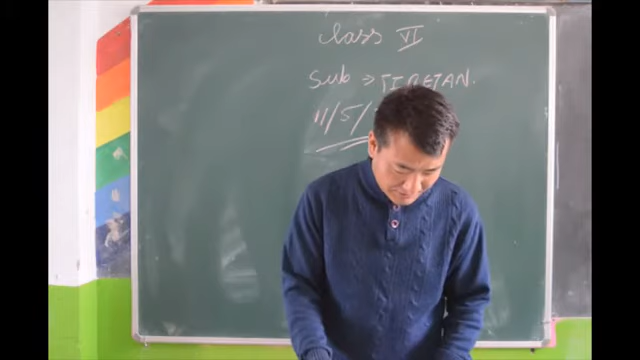 Class VI
Sub ⇒ TIBETAN.
11/5/